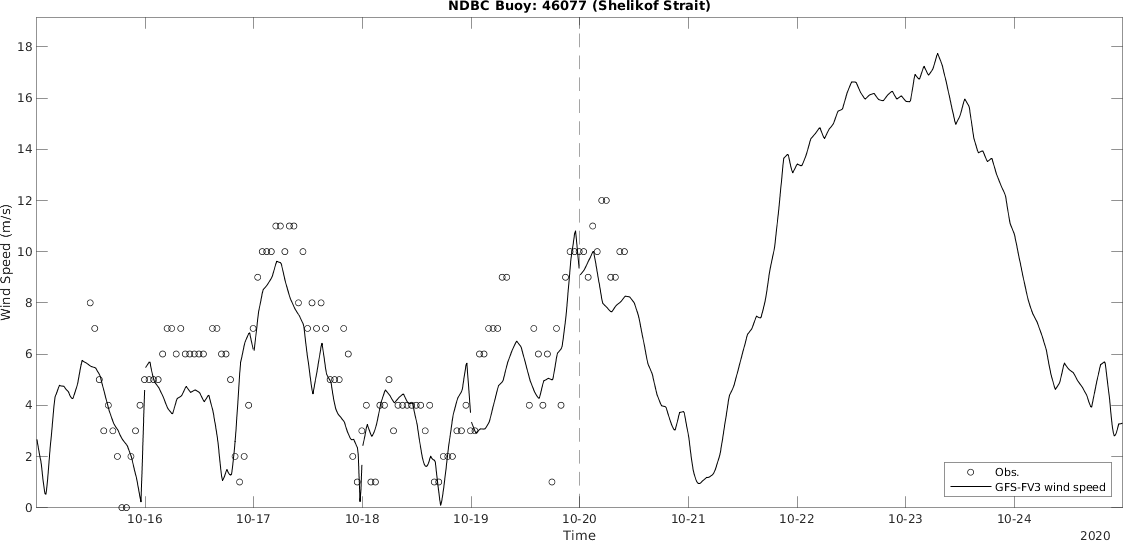 NDBC Buoy: 46077 (Shelikof Strait)
18
16
14
12
10
8
6
4
2
0
Wind Speed (m/s)
Obs.
GFS-FV3 wind speed
10-16 10-17 10-18 10-19 10-20 10-21 10-22 10-23 10-24
Time
2020